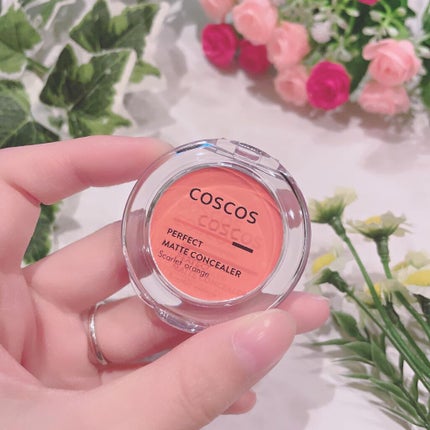 COSCOS
PERFECT
MATTE CONCEALER
Scarlet orange